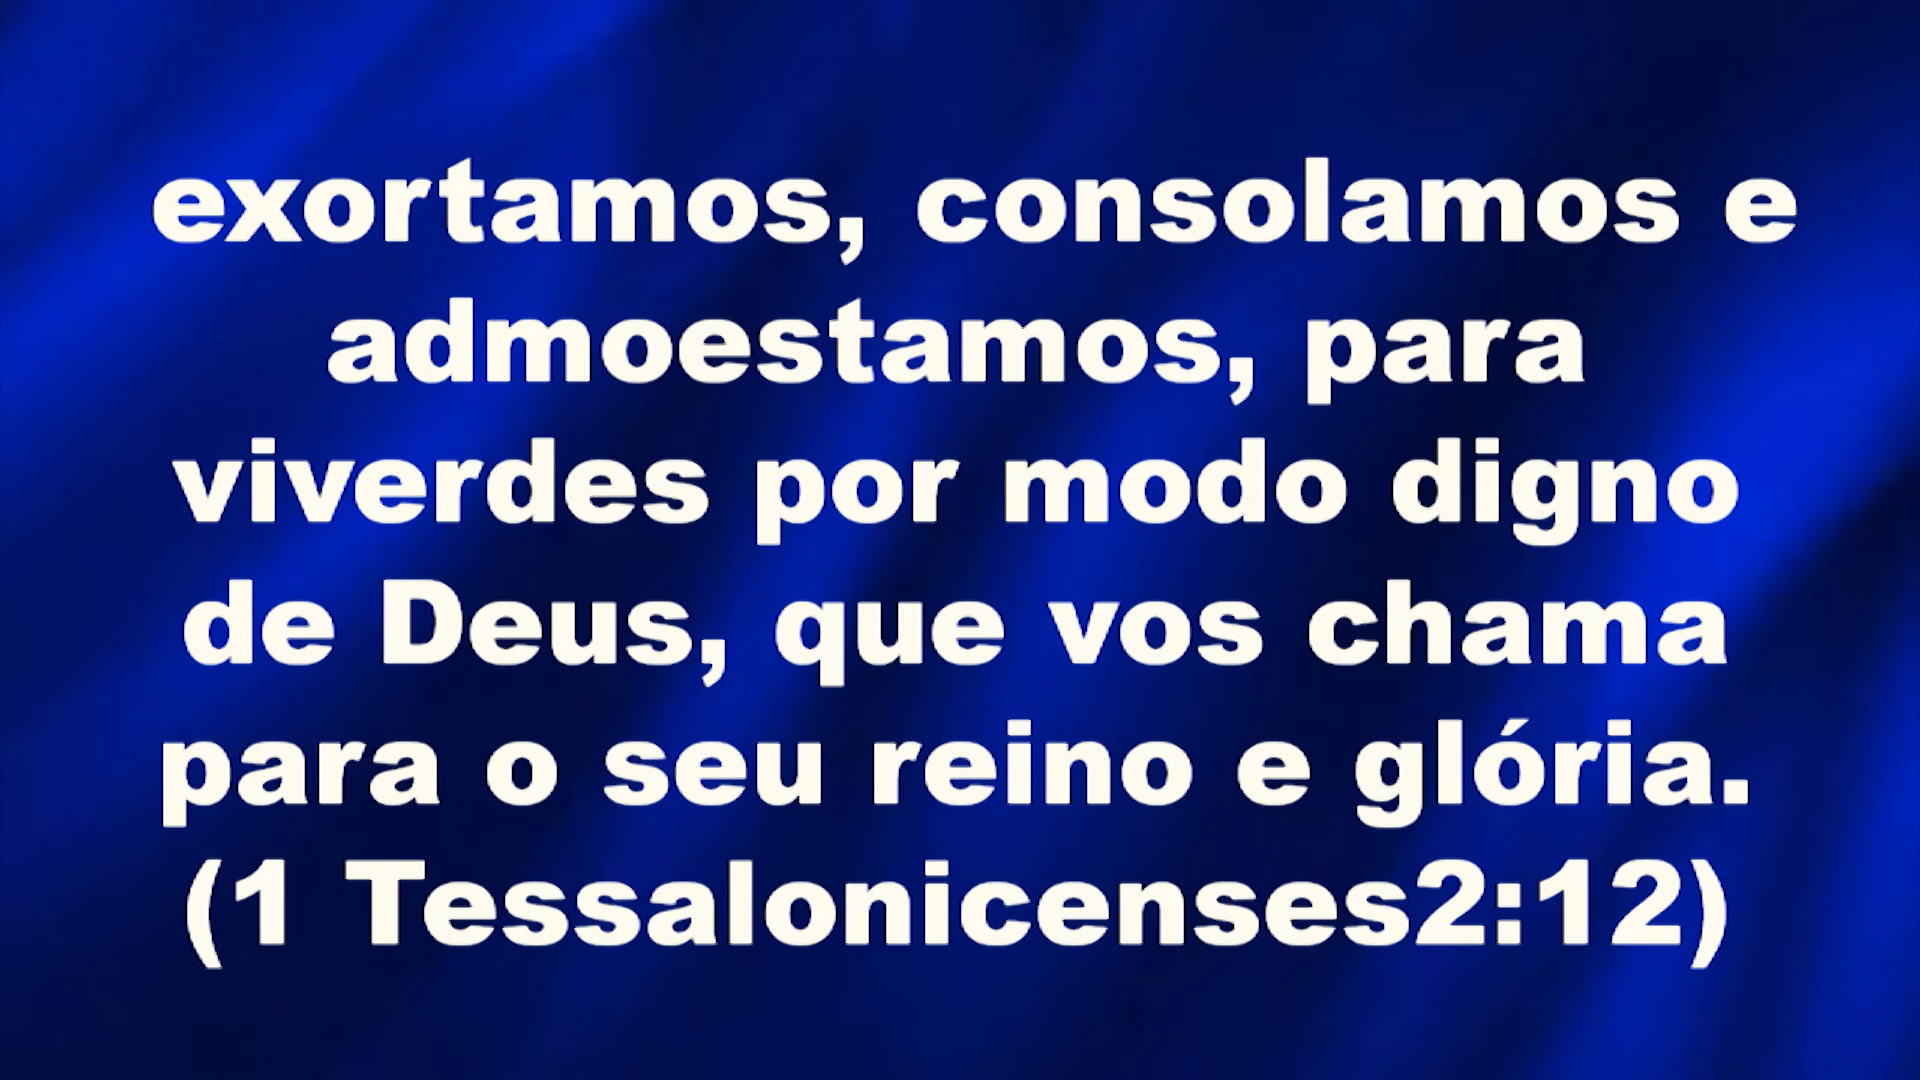 exortamos, consolamos e
admoestamos, para
viverdes por modo digno
de Deus, que vos chama
para o seu reino e glória.
(1 Tessalonicenses2:12)